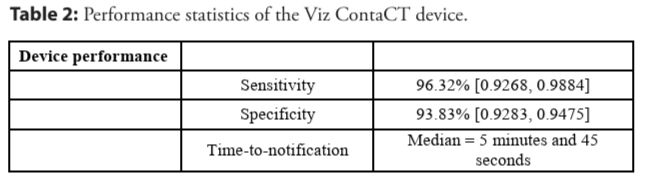 Table 2: Performance statistics of the Viz ContaCT device.
Device performance
Sensitivity 96.32% [0.9268, 0.9884]
Specificity 93.83% [0.9283, 0.9475]
Time-to-notification Median = 5 minutes and 45
seconds